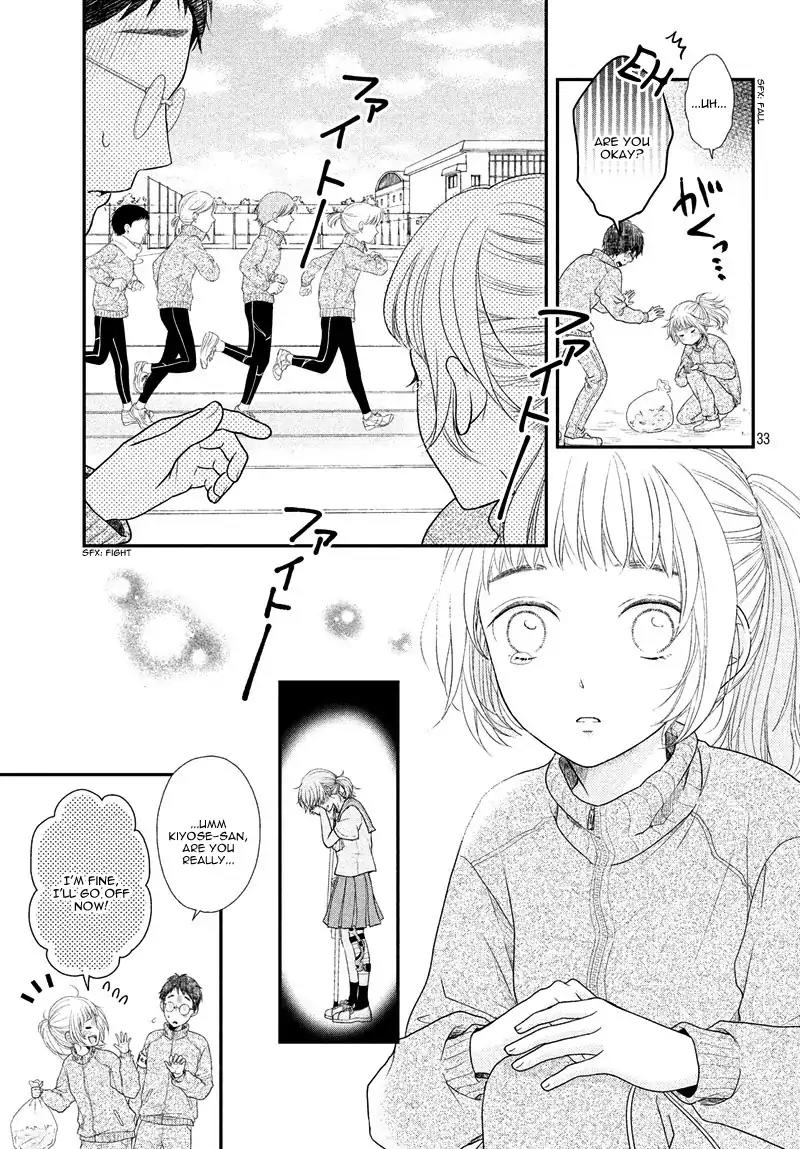 ...UH...
SFX: FALL
がくっ...
EH
ARE YOU
OKAY?
33
ファイトー
ファイトー
ファイトー
SFX: FIGHT
...UMM
KIYOSE-SAN,
ARE YOU
REALLY...
I'M FINE,
I'LL GO OFF
NOW!